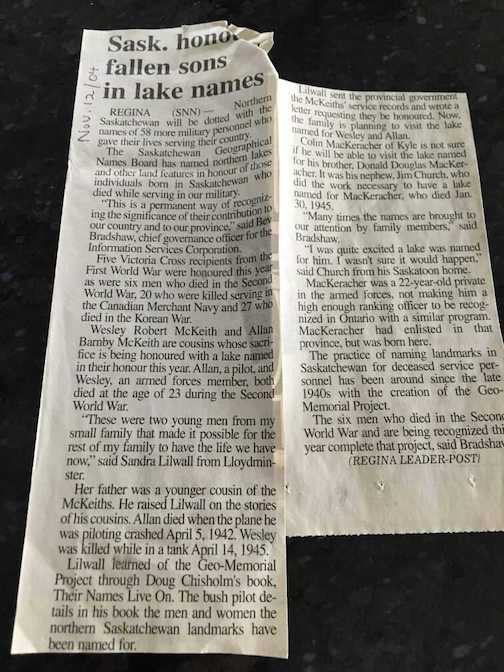 Nov. 12/04
Sask. honou
fallen sons
in lake names
REGINA (SNN) — Northern
Saskatchewan will be dotted with the
names of 58 more military personnel who
gave their lives serving their country.
The Saskatchewan Geographical
Names Board has named northern lakes
and other land features in honour of those
individuals born in Saskatchewan who
died while serving in our military.
"This is a permanent way of recogniz-
ing the significance of their contribution to
our country and to our province," said Bev
Bradshaw, chief governance officer for the
Information Services Corporation.
Five Victoria Cross recipients from the
First World War were honoured this year
as were six men who died in the Second
World War, 20 who were killed serving in
the Canadian Merchant Navy and 27 who
died in the Korean War.
Wesley Robert McKeith and Allan
Barnby McKeith are cousins whose sacri-
fice is being honoured with a lake named
in their honour this year. Allan, a pilot, and
Wesley, an armed forces member, both
died at the age of 23 during the Second
World War.
"These were two young men from my
small family that made it possible for the
rest of my family to have the life we have
now," said Sandra Lilwall from Lloydmin-
ster.
Her father was a younger cousin of the
McKeiths. He raised Lilwall on the stories
of his cousins. Allan died when the plane he
was piloting crashed April 5, 1942. Wesley
was killed while in a tank April 14, 1945.
Lilwall learned of the Geo-Memorial
Project through Doug Chisholm's book,
Their Names Live On. The bush pilot de-
tails in his book the men and women the
northern Saskatchewan landmarks have
been named for.
Lilwall sent the provincial government
the McKeiths' service records and wrote a
letter requesting they be honoured. Now,
the family is planning to visit the lake
named for Wesley and Allan.
Colin MacKeracher of Kyle is not sure
if he will be able to visit the lake named
for his brother, Donald Douglas MacKer-
acher. It was his nephew, Jim Church, who
did the work necessary to have a lake
named for MacKeracher, who died Jan.
30, 1945.
"Many times the names are brought to
our attention by family members," said
Bradshaw.
"I was quite excited a lake was named
for him. I wasn't sure it would happen,"
said Church from his Saskatoon home.
MacKeracher was a 22-year-old private
in the armed forces, not making him a
high enough ranking officer to be recog-
nized in Ontario with a similar program.
MacKeracher had enlisted in that
province, but was born here.
The practice of naming landmarks in
Saskatchewan for deceased service per-
sonnel has been around since the late
1940s with the creation of the Geo-
Memorial Project.
The six men who died in the Secon
World War and are being recognized thi
year complete that project, said Bradshaw
(REGINA LEADER-POST)